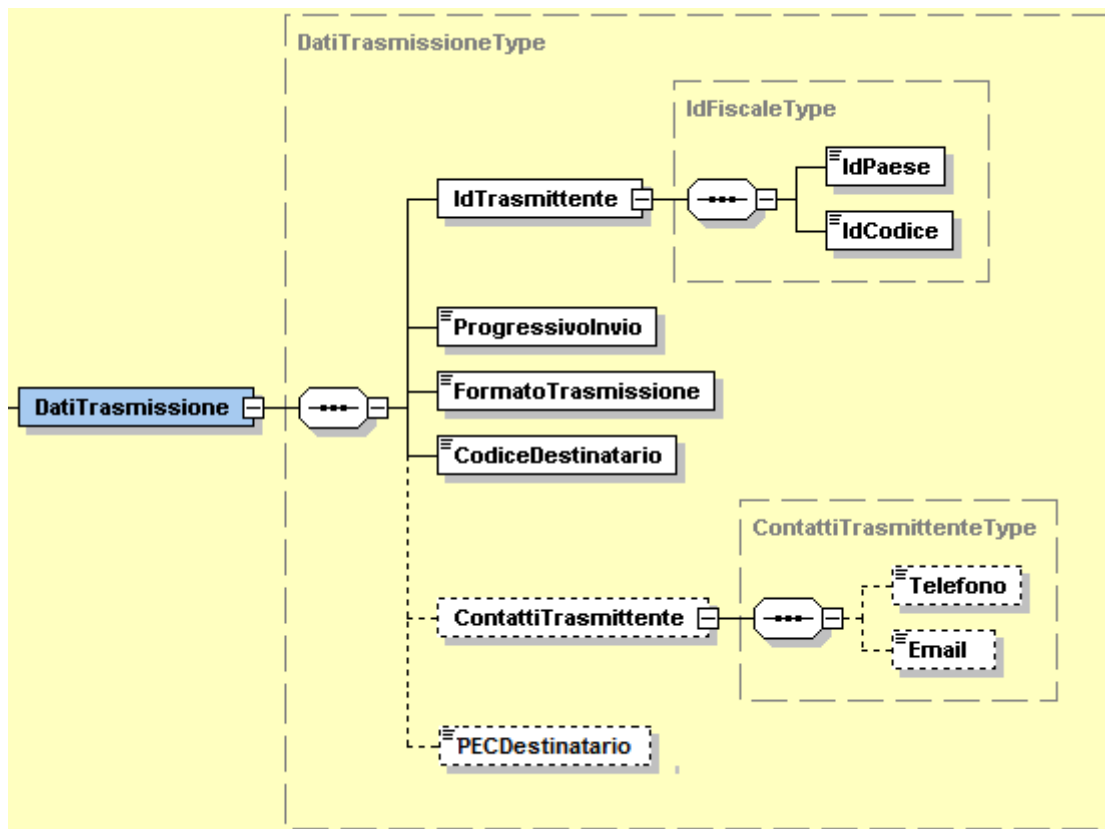 DatiTrasmissioneType
IdFiscaleType
IdPaese
IdTrasmittente
IdCodice
ProgressivoInvio
FormatoTrasmissione
DatiTrasmissione
CodiceDestinatario
ContattiTrasmittenteType
Telefono
ContattiTrasmittente
Email
PECDestinatario